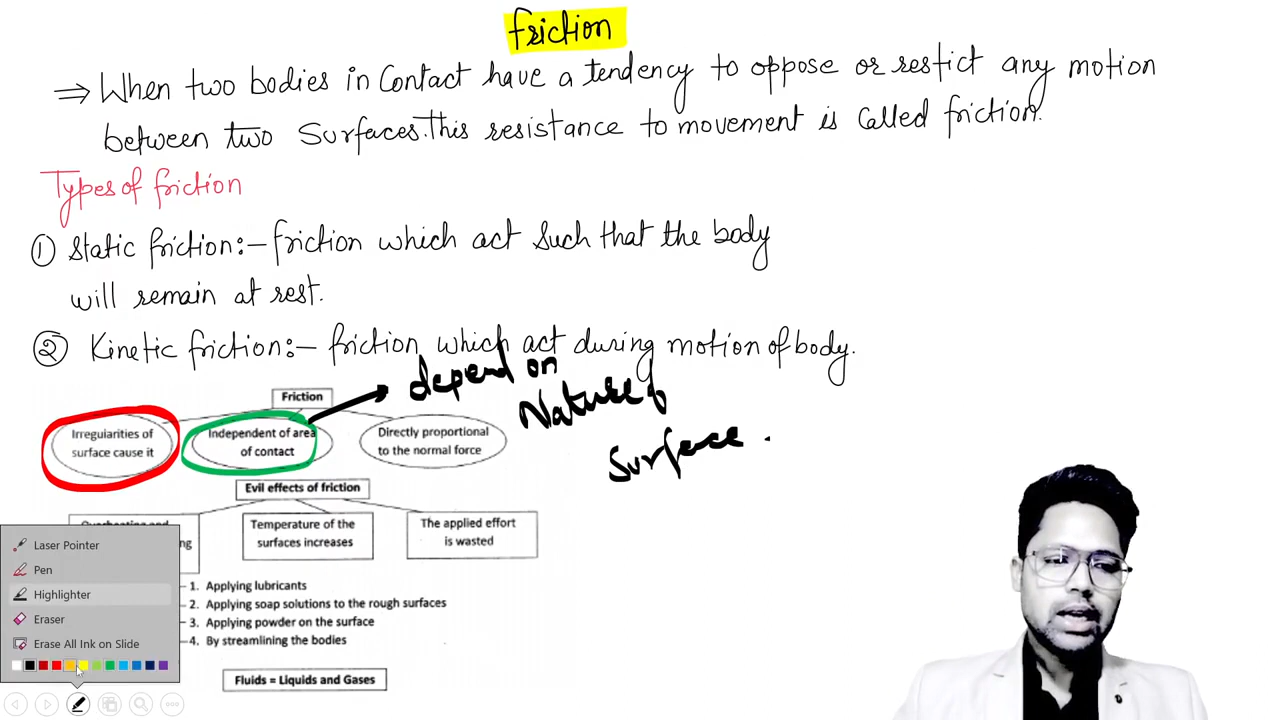 friction
⇒ When two bodies in Contact have a tendency to oppose or restict any motion
between two Surfaces.This resistance to movement is Called friction.
Types of friction
① Static friction:- friction which act Such that the body
will remain at rest.
② Kinetic friction:- friction which act during motion of body.
depend on
Nature of
Surface.
Friction
Irregularities of
surface cause it
Independent of area
of contact
Directly proportional
to the normal force
Evil effects of friction
Temperature of the
surfaces increases
The applied effort
is wasted
1. Applying lubricants
2. Applying soap solutions to the rough surfaces
3. Applying powder on the surface
4. By streamlining the bodies
Fluids = Liquids and Gases
Laser Pointer
Pen
Highlighter
Eraser
Erase All Ink on Slide